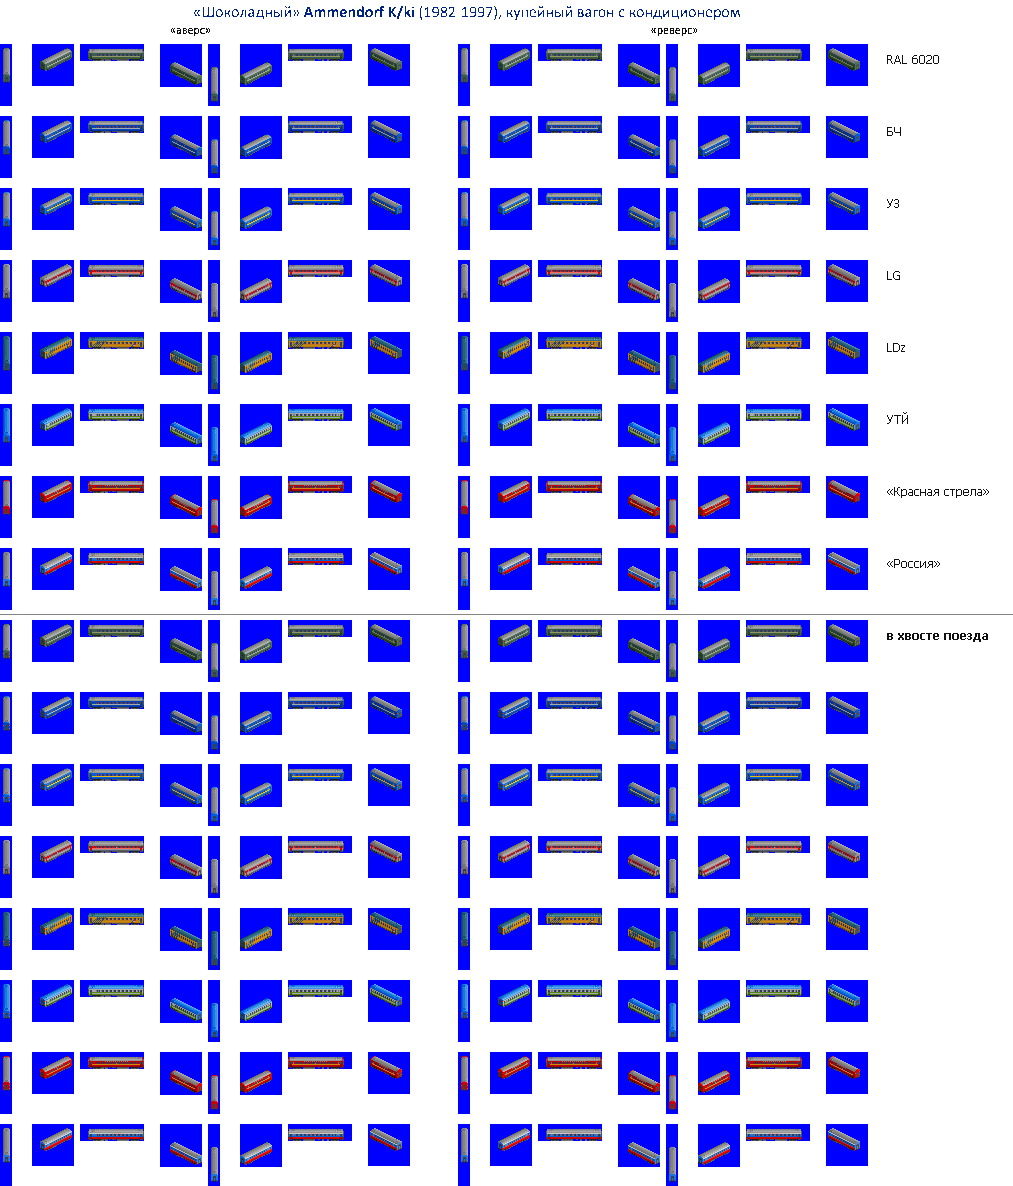 «Шоколадный» Ammendorf K/ki (1982 1997), купейный вагон с кондиционером
«аверс» «реверс»
RAL 6020
БЧ
УЗ
LG
LDz
УТЙ
«Красная стрела»
«Россия»
в хвосте поезда